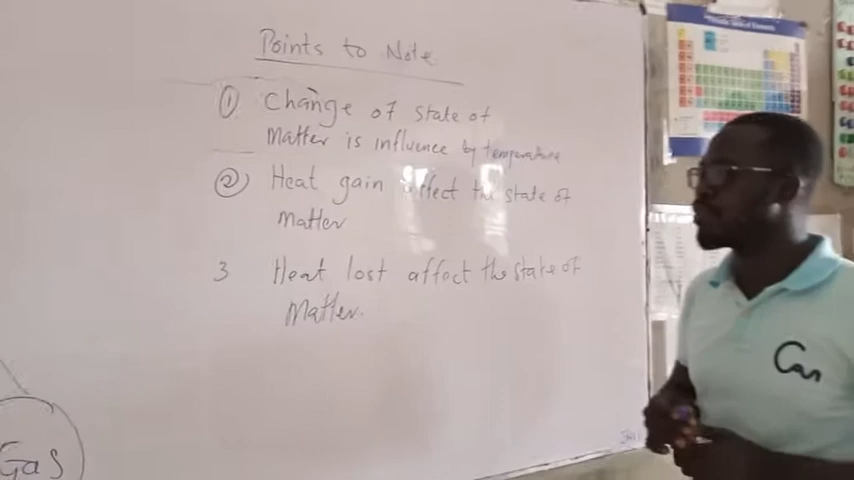 Points to Note
① Change of state of
matter is influence by temperature
② Heat gain affect the state of
matter
3 Heat lost affect the state of
Matter.
Gas
Can